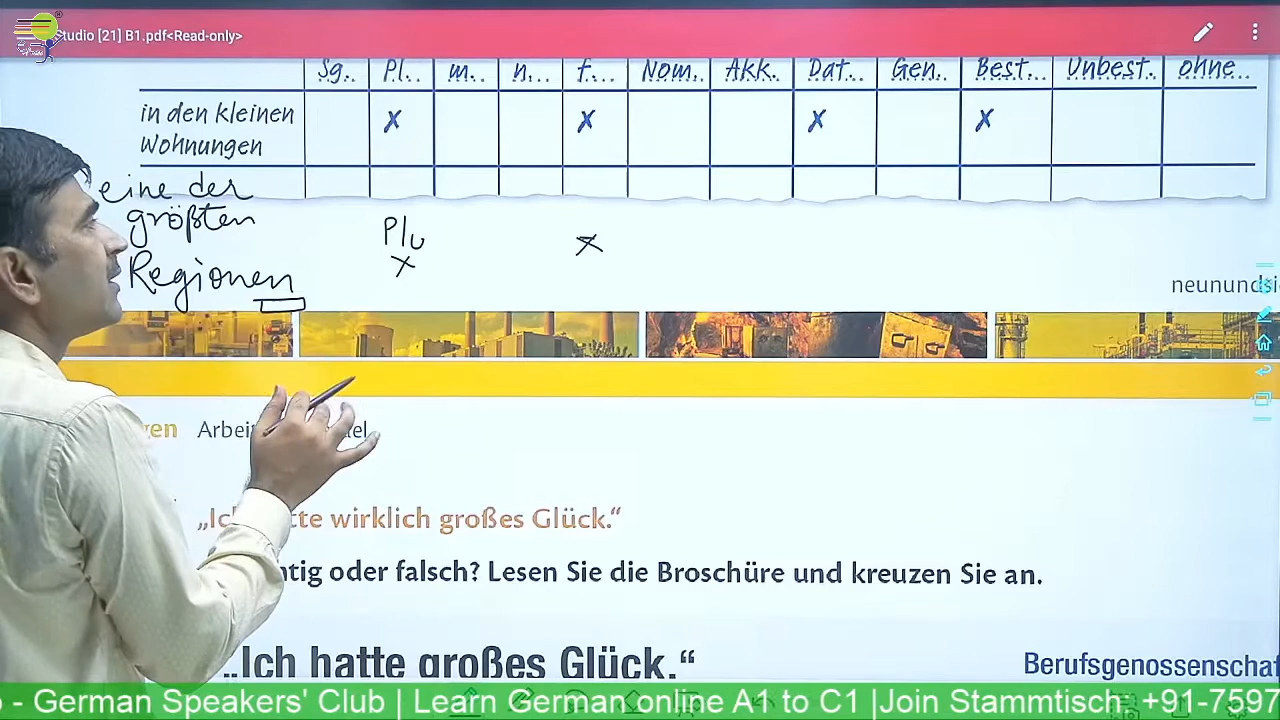 Studio [21] B1.pdf<Read-only>
Sg.. Pl.. m.. n... f... Nom.. Akk.. Dat.. Gen.. Best... Unbest.. ohne...
in den kleinen X X X X
Wohnungen
eine der
größten
Plu
X X
Regionen
Arbei
„Ich tte wirklich großes Glück.“
htig oder falsch? Lesen Sie die Broschüre und kreuzen Sie an.
„Ich hatte großes Glück.“
Berufsgenossenschaf
- German Speakers' Club | Learn German online A1 to C1 |Join Stammtisch: +91-7597